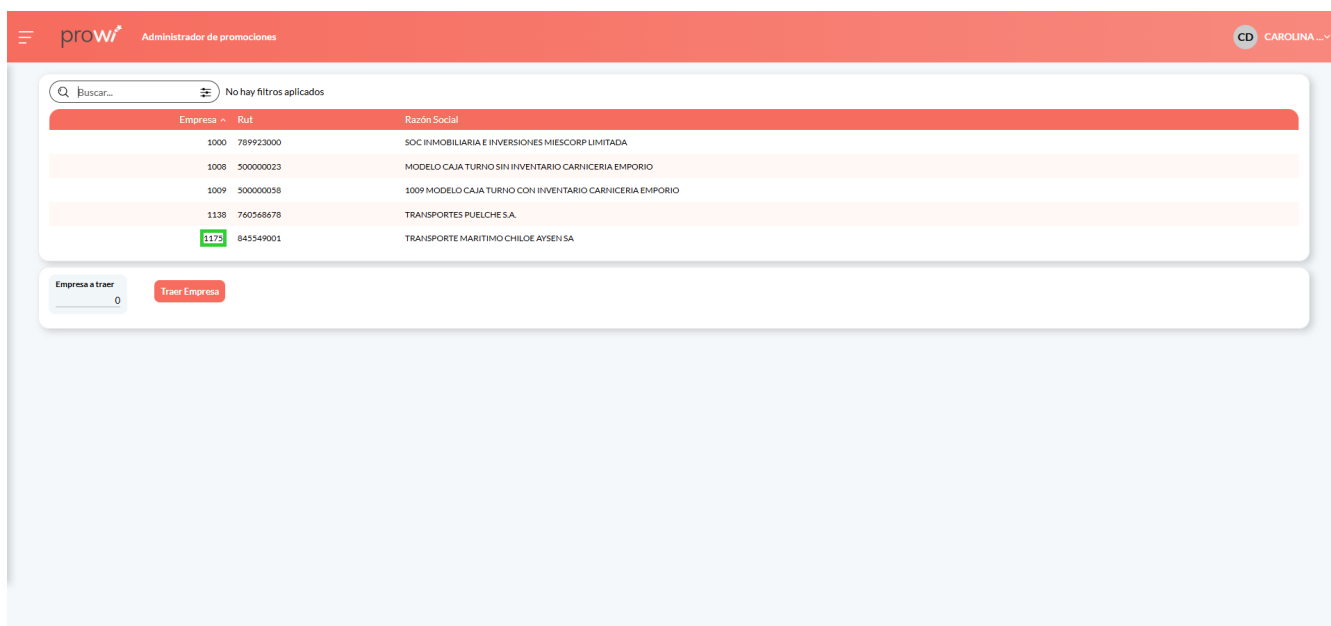 prowi Administrador de promociones CD CAROLINA ...
Buscar... No hay filtros aplicados
Empresa Rut Razón Social
1000 789923000 SOC INMOBILIARIA E INVERSIONES MIESCORP LIMITADA
1008 500000023 MODELO CAJA TURNO SIN INVENTARIO CARNICERIA EMPORIO
1009 500000058 1009 MODELO CAJA TURNO CON INVENTARIO CARNICERIA EMPORIO
1138 760568678 TRANSPORTES PUELCHE S.A.
1175 845549001 TRANSPORTE MARITIMO CHILOE AYSEN SA
Empresa a traer
0
Traer Empresa